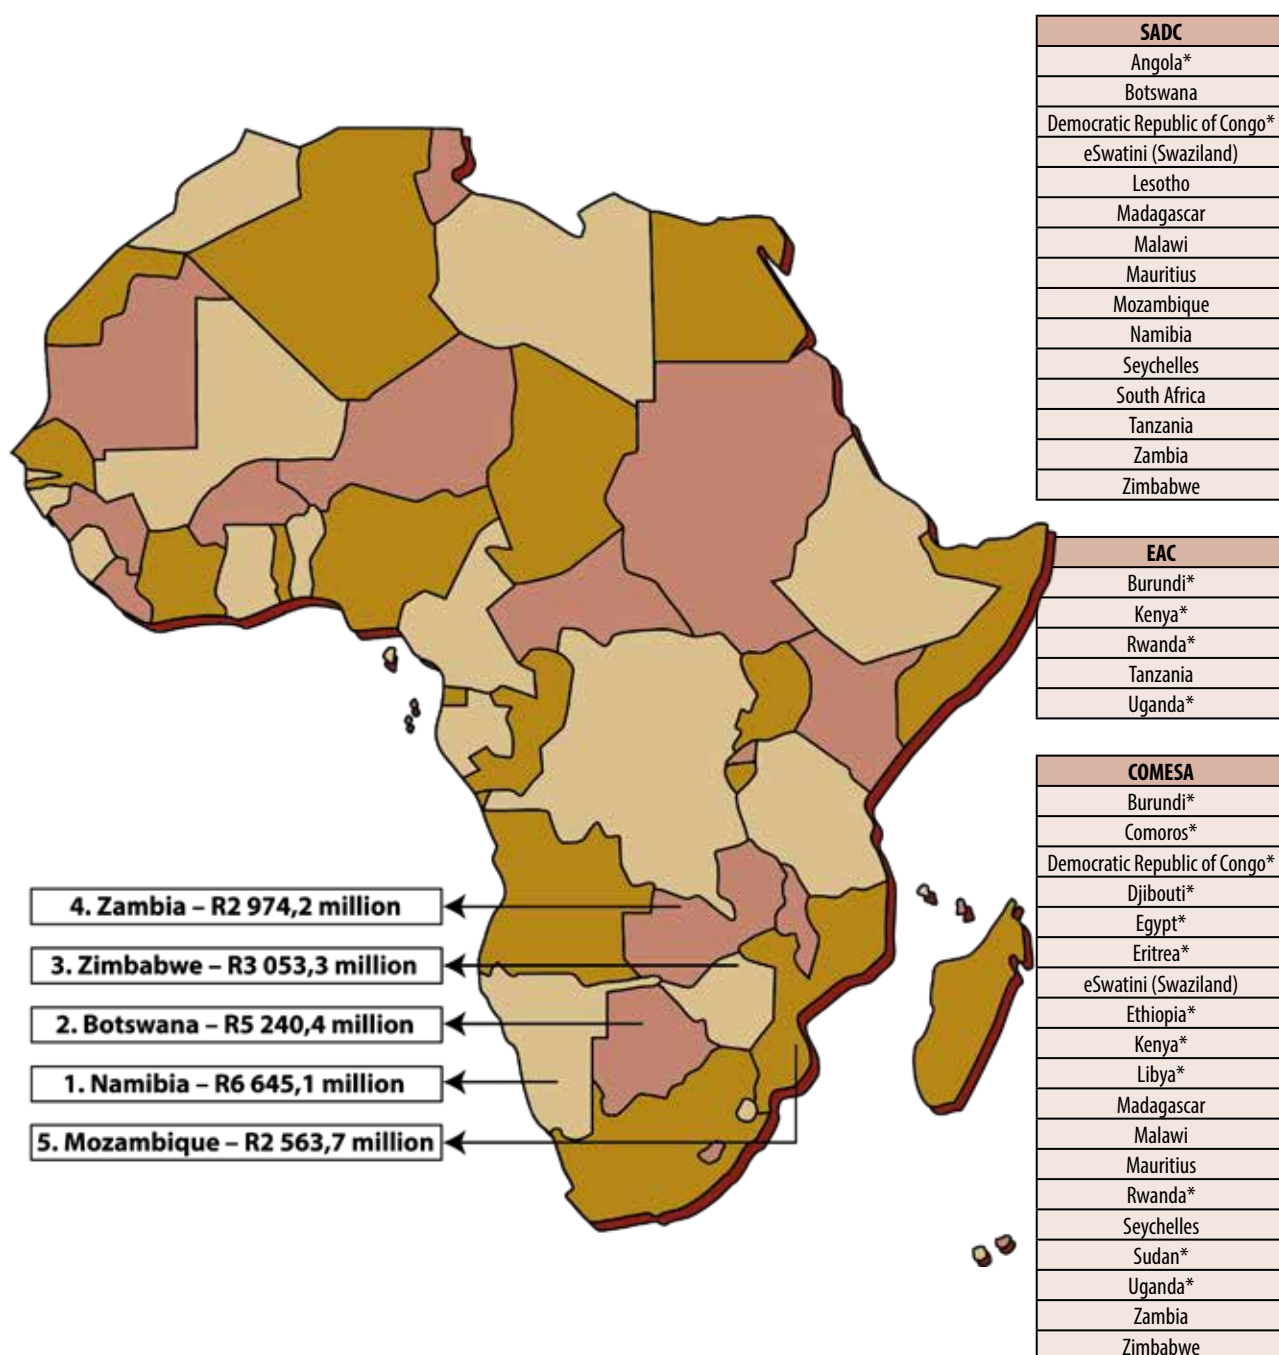 SADC
Angola*
Botswana
Democratic Republic of Congo*
eSwatini (Swaziland)
Lesotho
Madagascar
Malawi
Mauritius
Mozambique
Namibia
Seychelles
South Africa
Tanzania
Zambia
Zimbabwe
EAC
Burundi*
Kenya*
Rwanda*
Tanzania
Uganda*
COMESA
Burundi*
Comoros*
Democratic Republic of Congo*
Djibouti*
Egypt*
Eritrea*
eSwatini (Swaziland)
Ethiopia*
Kenya*
Libya*
Madagascar
Malawi
Mauritius
Rwanda*
Seychelles
Sudan*
Uganda*
Zambia
Zimbabwe
4. Zambia – R2 974,2 million
3. Zimbabwe – R3 053,3 million
2. Botswana – R5 240,4 million
1. Namibia – R6 645,1 million
5. Mozambique – R2 563,7 million